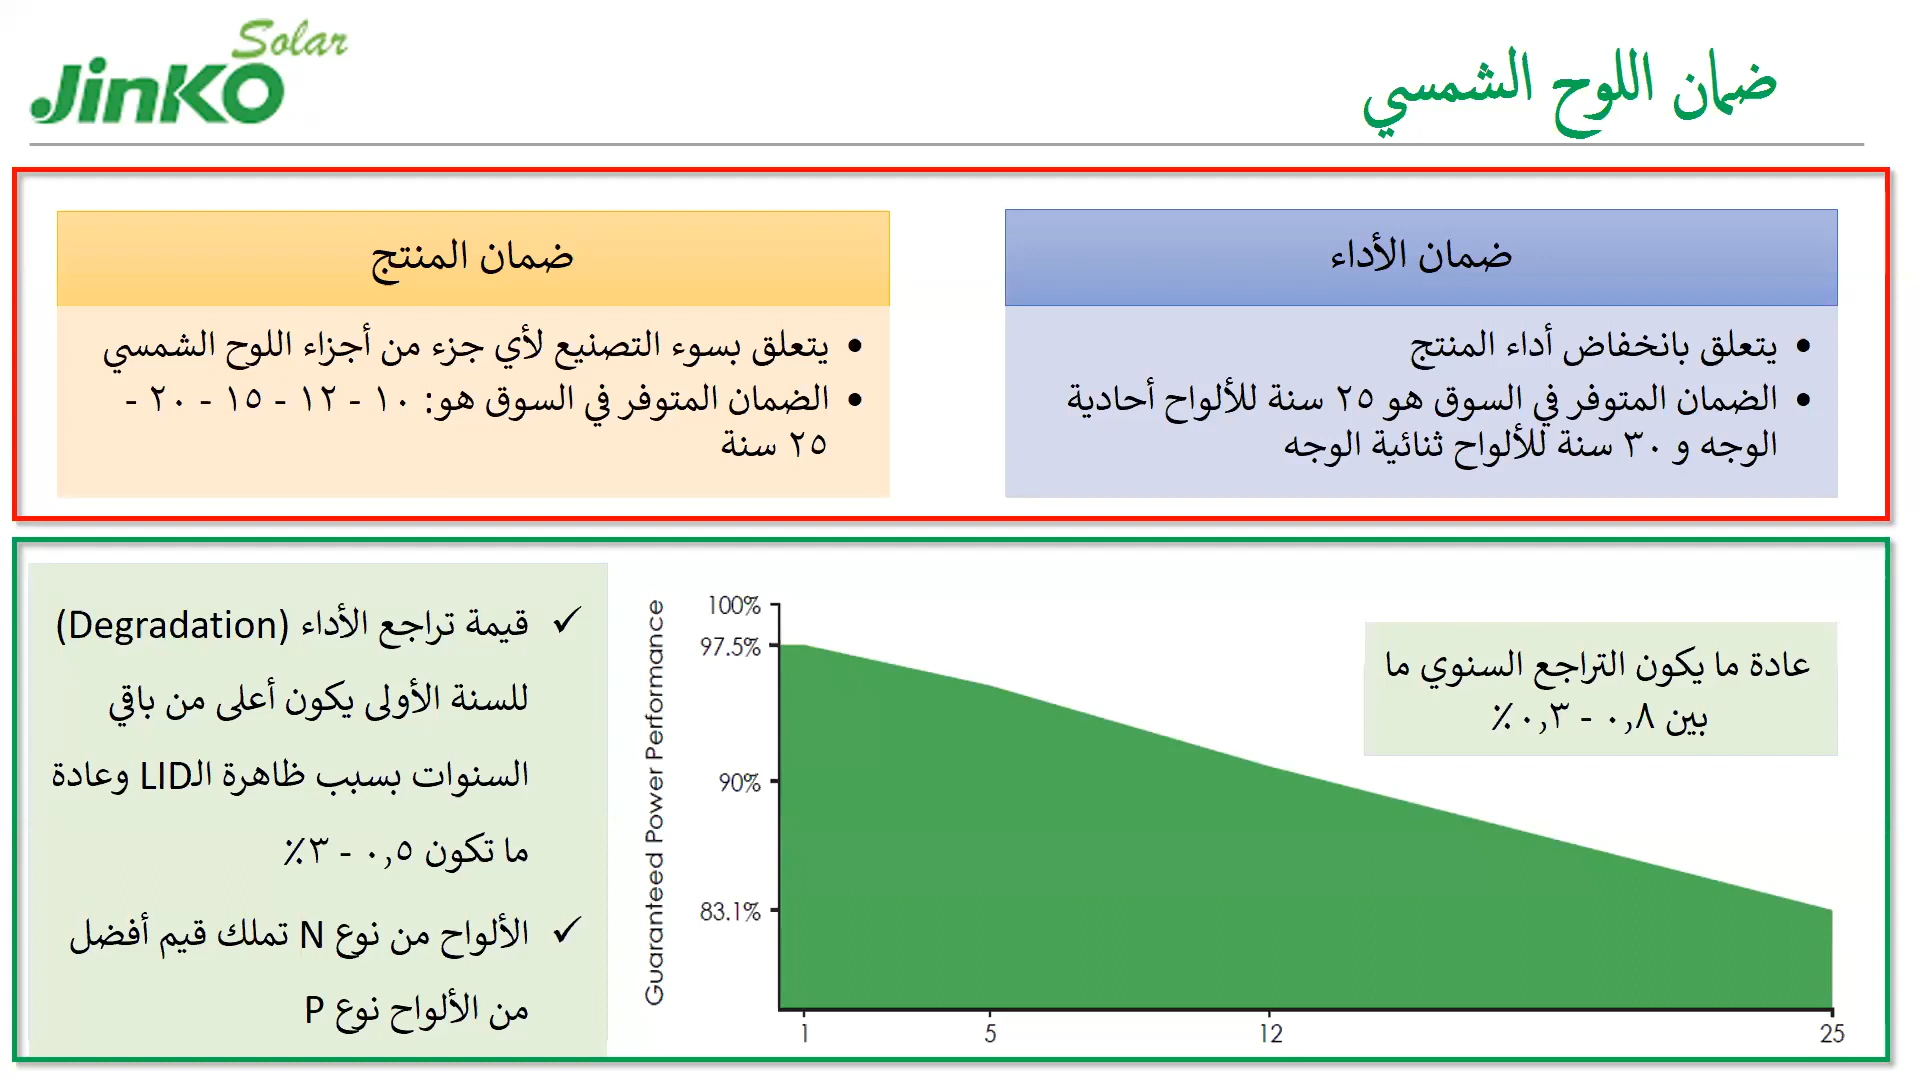 Solar
JinKO
ضمان اللوح الشمسي
ضمان الأداء
• يتعلق بانخفاض أداء المنتج
• الضمان المتوفر في السوق هو ٢٥ سنة للألواح أحادية
الوجه و ٣٠ سنة للألواح ثنائية الوجه
ضمان المنتج
• يتعلق بسوء التصنيع لأي جزء من أجزاء اللوح الشمسي
• الضمان المتوفر في السوق هو: ١٠ - ١٢ - ١٥ - ٢٠ -
٢٥ سنة
عادة ما يكون التراجع السنوي ما
بين ٠,٨ - ٠,٣٪
Guaranteed Power Performance
100%
97.5%
90%
83.1%
1
5
12
25
✓ قيمة تراجع الأداء (Degradation)
للسنة الأولى يكون أعلى من باقي
السنوات بسبب ظاهرة الـLID وعادة
ما تكون ٠,٥ - ٣٪
✓ الألواح من نوع N تملك قيم أفضل
من الألواح نوع P